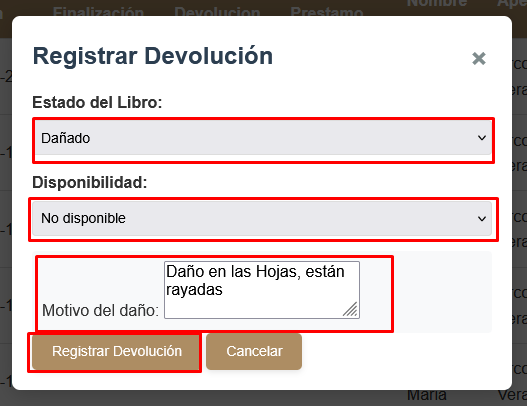 Finalización Devolucion Prestamo Nombre
Registrar Devolución
×
Estado del Libro:
Dañado
Disponibilidad:
No disponible
Motivo del daño: Daño en las Hojas, están
rayadas
Registrar Devolución Cancelar
Maria